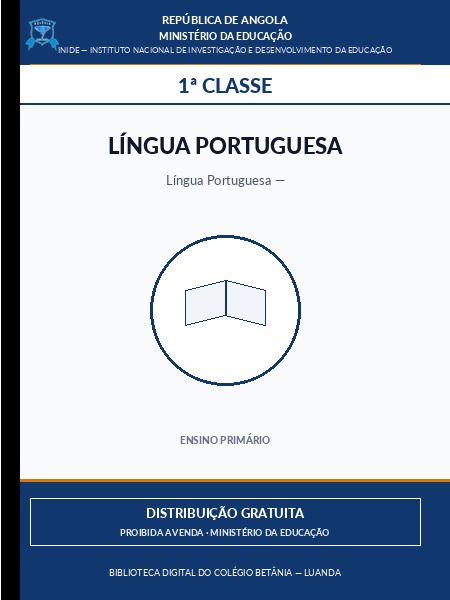 REPÚBLICA DE ANGOLA
MINISTÉRIO DA EDUCAÇÃO
INIDE — INSTITUTO NACIONAL DE INVESTIGAÇÃO E DESENVOLVIMENTO DA EDUCAÇÃO
1ª CLASSE
LÍNGUA PORTUGUESA
Língua Portuguesa —
ENSINO PRIMÁRIO
DISTRIBUIÇÃO GRATUITA
PROIBIDA A VENDA · MINISTÉRIO DA EDUCAÇÃO
BIBLIOTECA DIGITAL DO COLÉGIO BETÂNIA — LUANDA